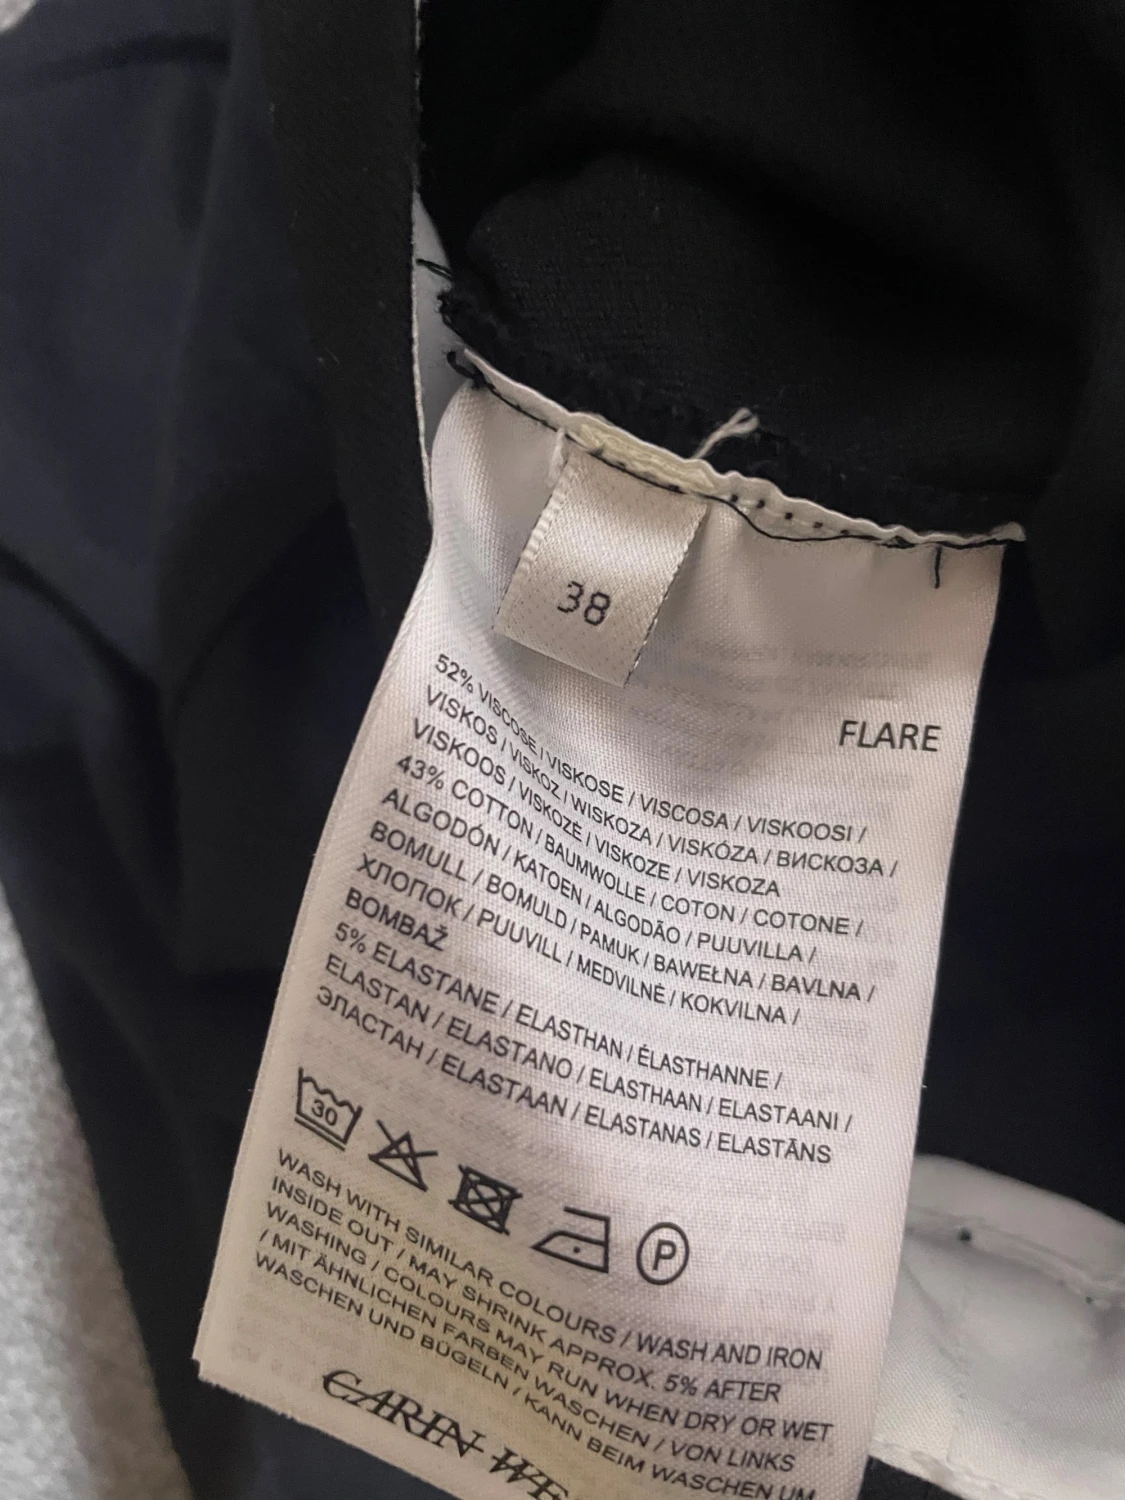 38
FLARE
52% VISCOSE / VISKOSE / VISCOSA / VISKOOSI /
VISKOS / VISKOZ / WISKOZA / VISKÓZA / ВИСКОЗА /
VISKOOS / VISKOZĖ / VISKOZE / VISKOZA
43% COTTON / BAUMWOLLE / COTON / COTONE /
ALGODÓN / KATOEN / ALGODÃO / PUUVILLA /
BOMULL / BOMULD / PAMUK / BAWEŁNA / BAVLNA /
ХЛОПОК / PUUVILL / MEDVILNĖ / KOKVILNA /
BOMBAŽ
5% ELASTANE / ELASTHAN / ÉLASTHANNE /
ELASTAN / ELASTANO / ELASTHAAN / ELASTAANI /
ЭЛАСТАН / ELASTAAN / ELASTANAS / ELASTĀNS
30
P
WASH WITH SIMILAR COLOURS / WASH AND IRON
INSIDE OUT / MAY SHRINK APPROX. 5% AFTER
WASHING / COLOURS MAY RUN WHEN DRY OR WET
/ MIT ÄHNLICHEN FARBEN WASCHEN / VON LINKS
WASCHEN UND BÜGELN / KANN BEIM WASCHEN UM
CARIN